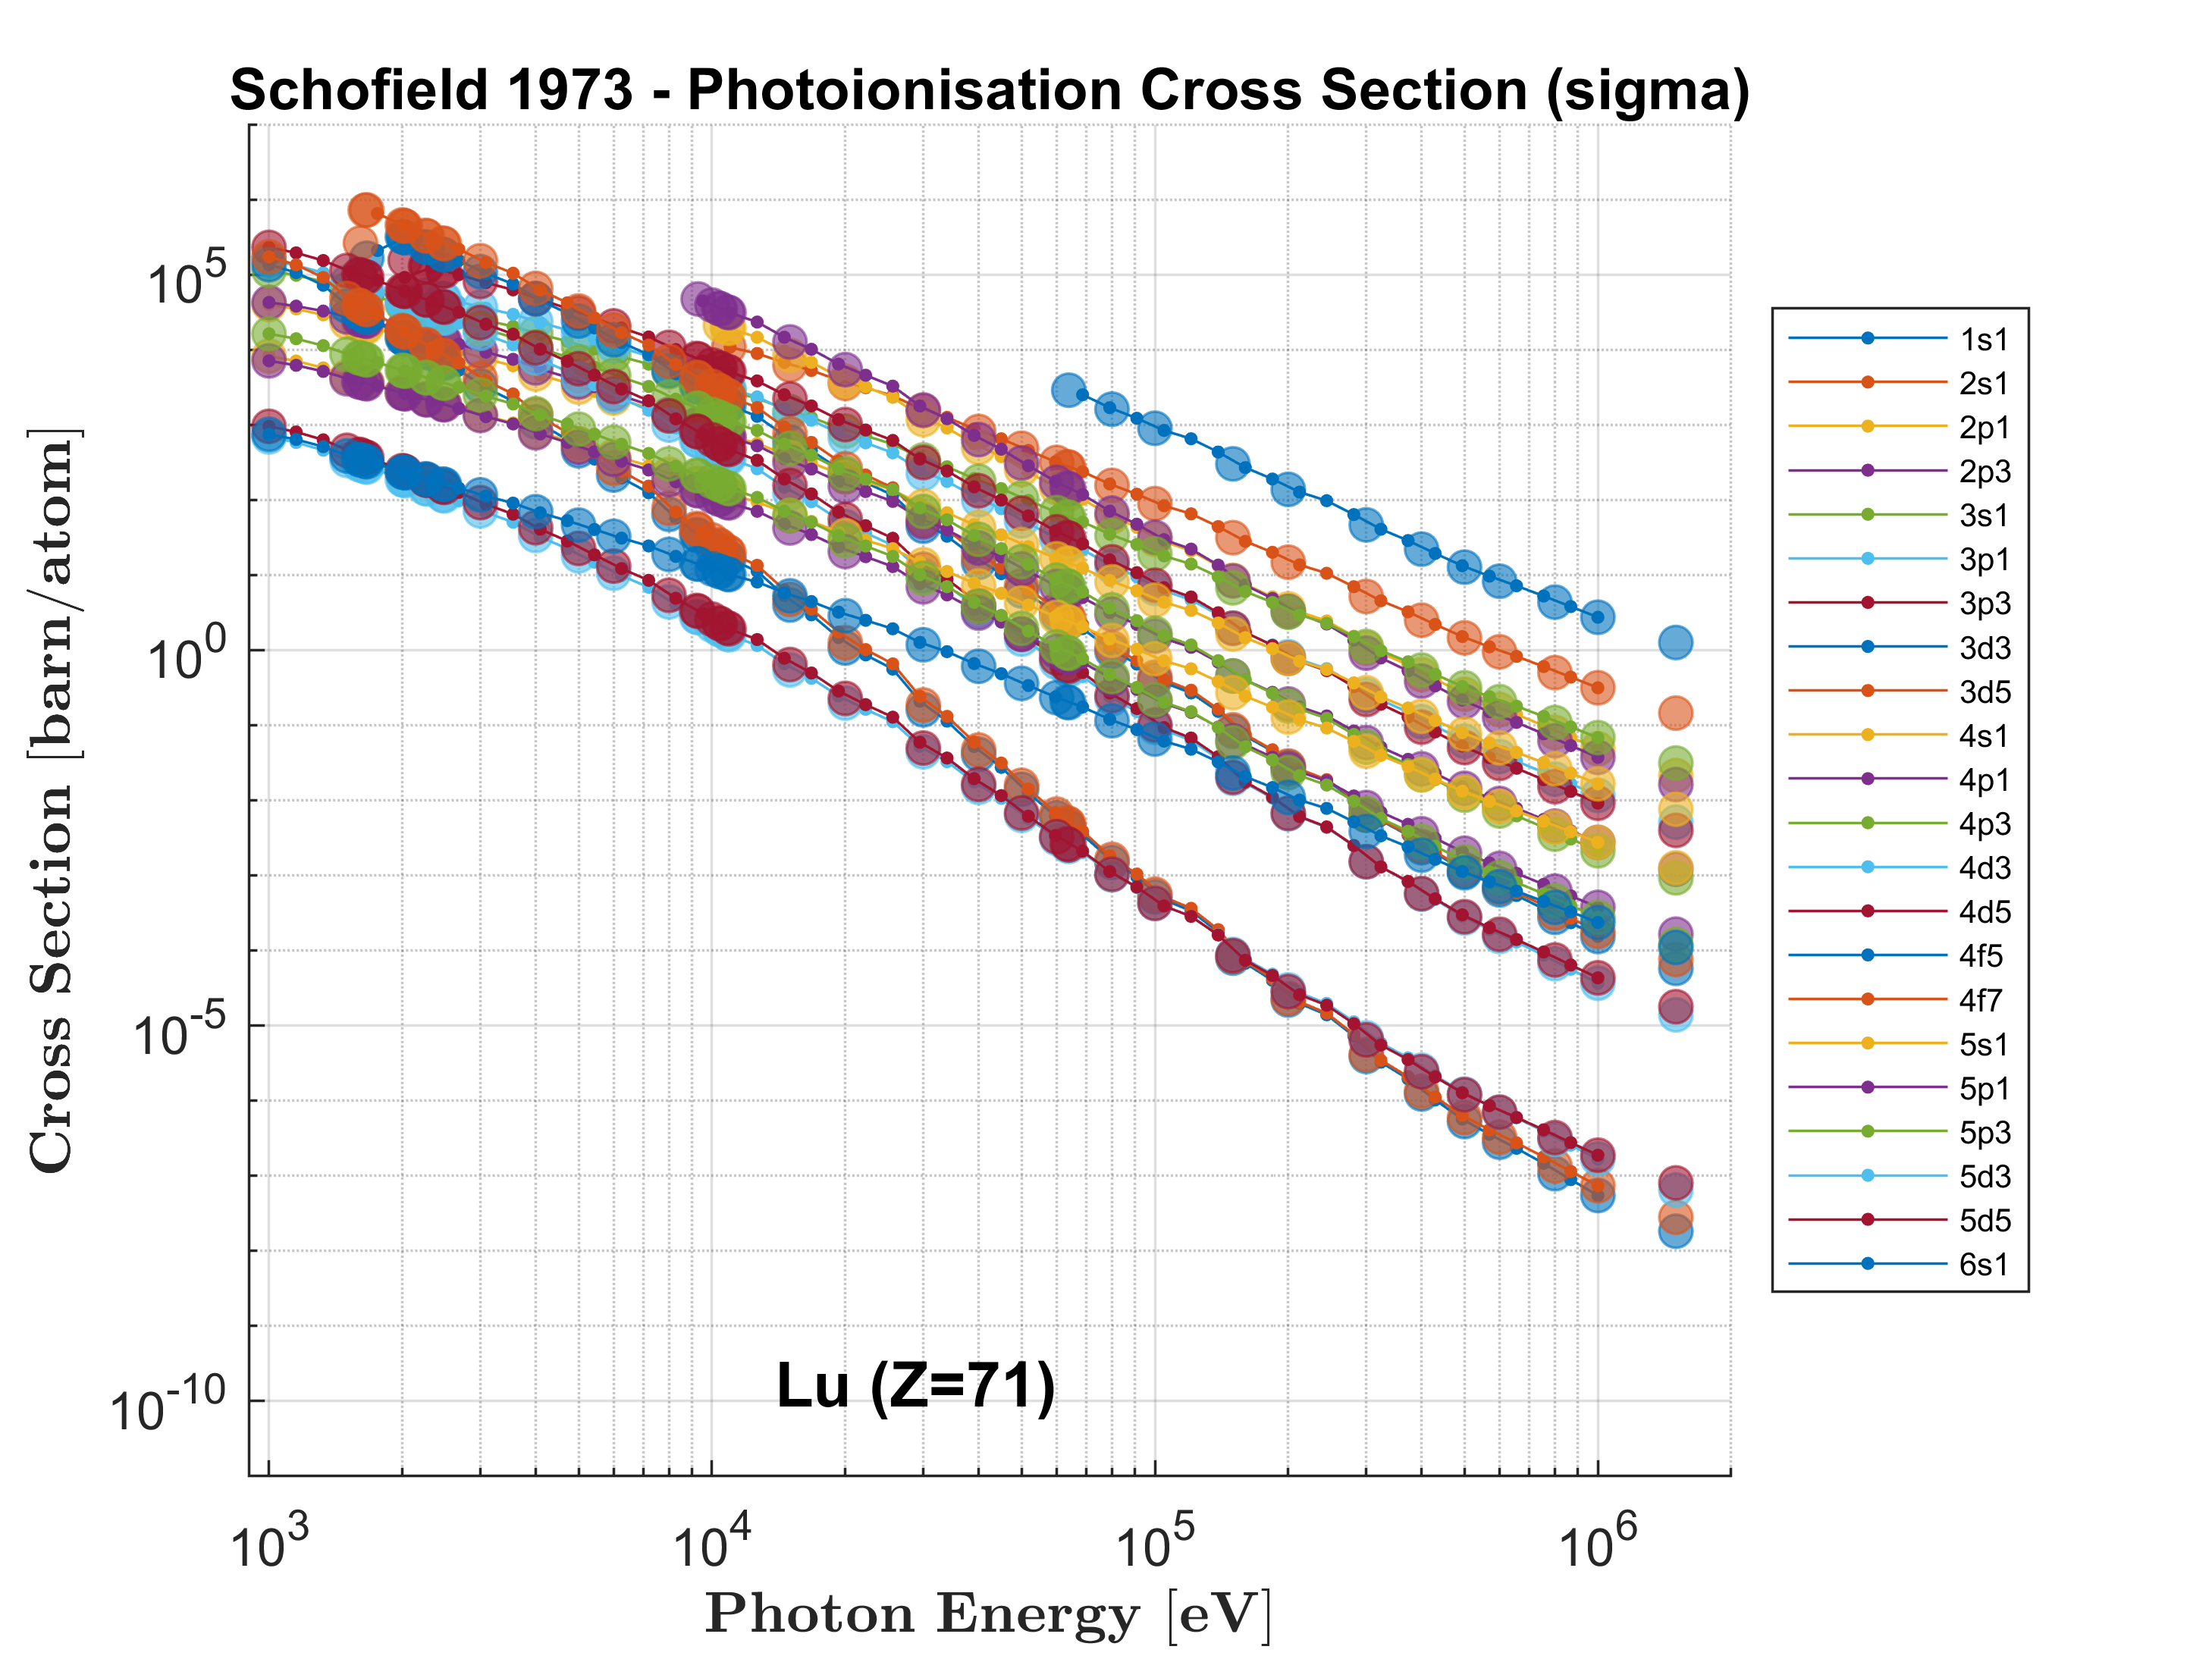 Schofield 1973 - Photoionisation Cross Section (sigma)
Cross Section [barn/atom]
10^5
10^0
10^-5
10^-10
Lu (Z=71)
10^3 10^4 10^5 10^6
Photon Energy [eV]
1s1
2s1
2p1
2p3
3s1
3p1
3p3
3d3
3d5
4s1
4p1
4p3
4d3
4d5
4f5
4f7
5s1
5p1
5p3
5d3
5d5
6s1